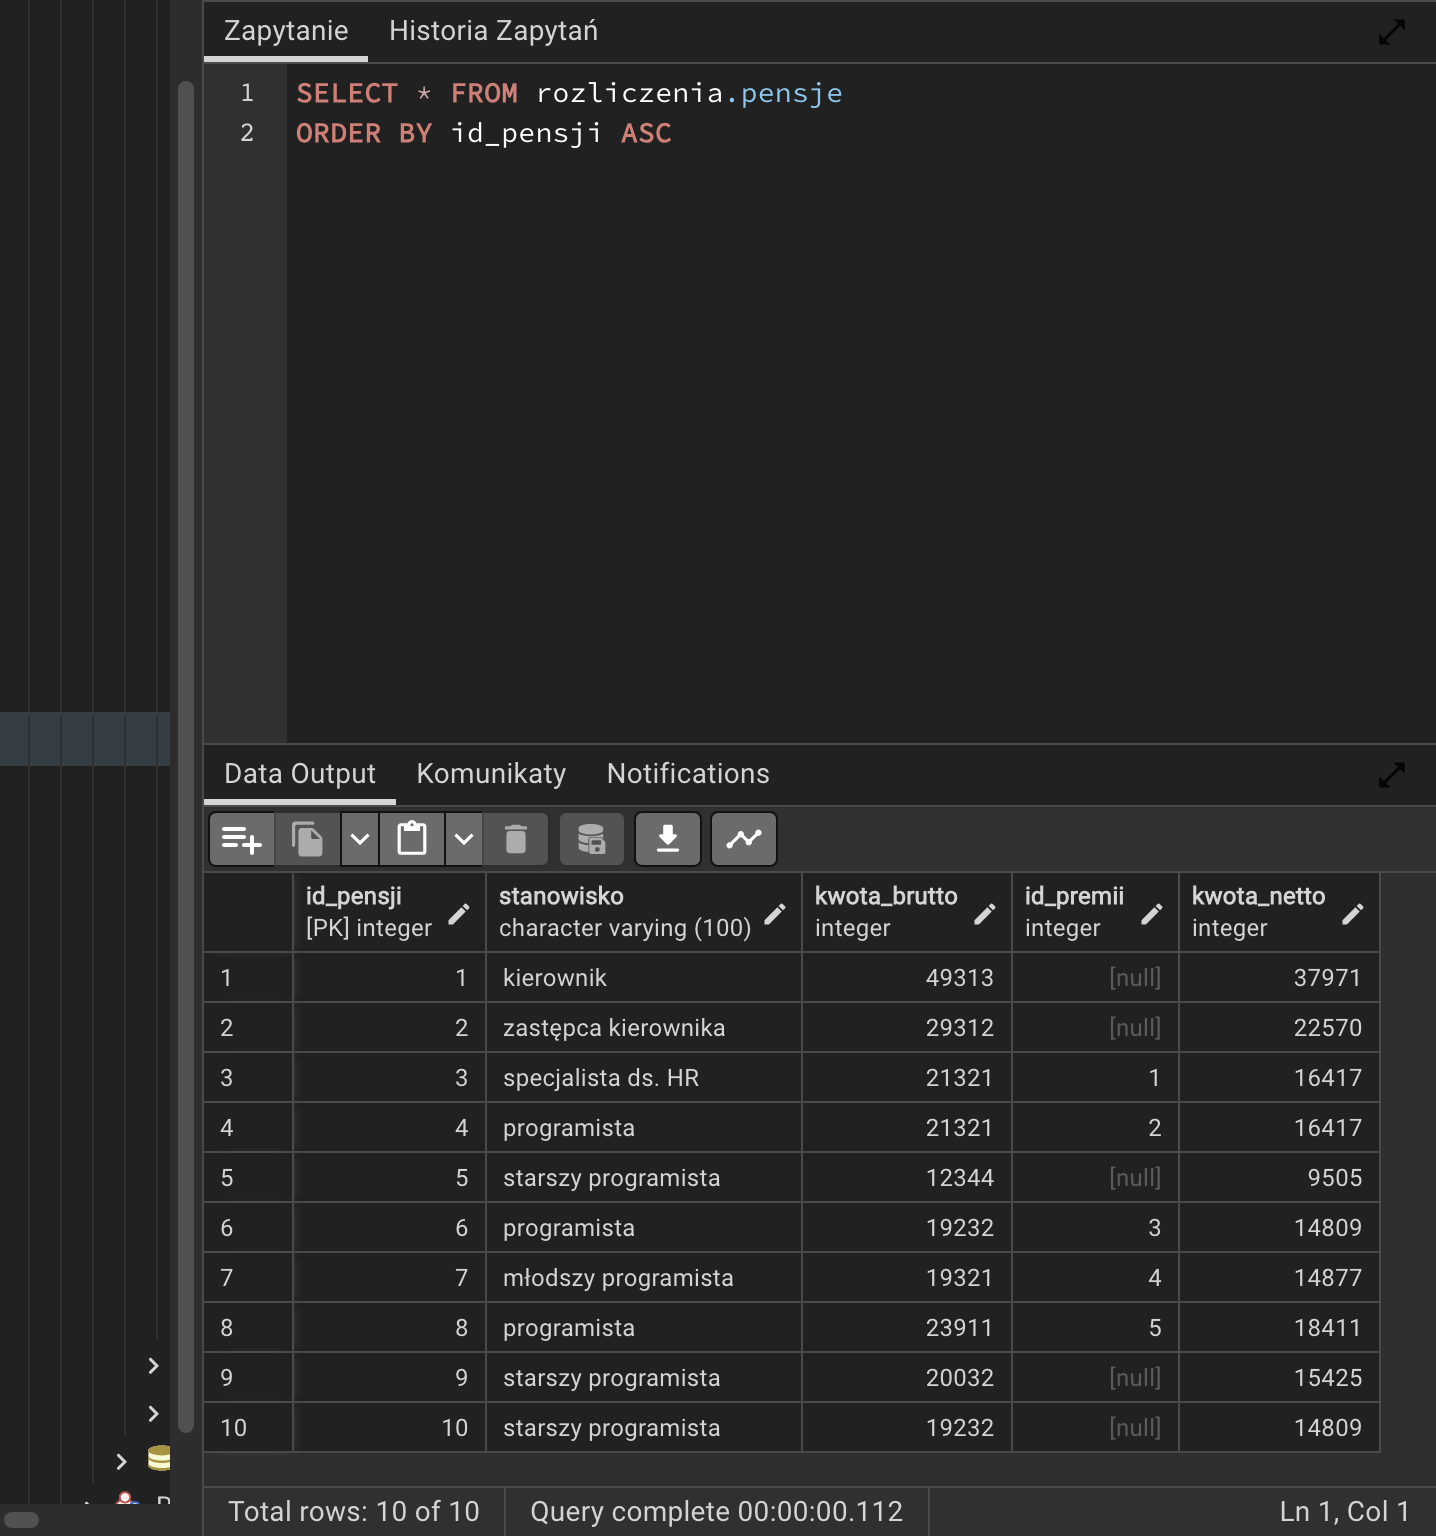 Zapytanie Historia Zapytań
1 SELECT * FROM rozliczenia.pensje
2 ORDER BY id_pensji ASC
Data Output Komunikaty Notifications
id_pensji stanowisko kwota_brutto id_premii kwota_netto
[PK] integer character varying (100) integer integer integer
1 1 kierownik 49313 [null] 37971
2 2 zastępca kierownika 29312 [null] 22570
3 3 specjalista ds. HR 21321 1 16417
4 4 programista 21321 2 16417
5 5 starszy programista 12344 [null] 9505
6 6 programista 19232 3 14809
7 7 młodszy programista 19321 4 14877
8 8 programista 23911 5 18411
9 9 starszy programista 20032 [null] 15425
10 10 starszy programista 19232 [null] 14809
Total rows: 10 of 10 Query complete 00:00:00.112 Ln 1, Col 1